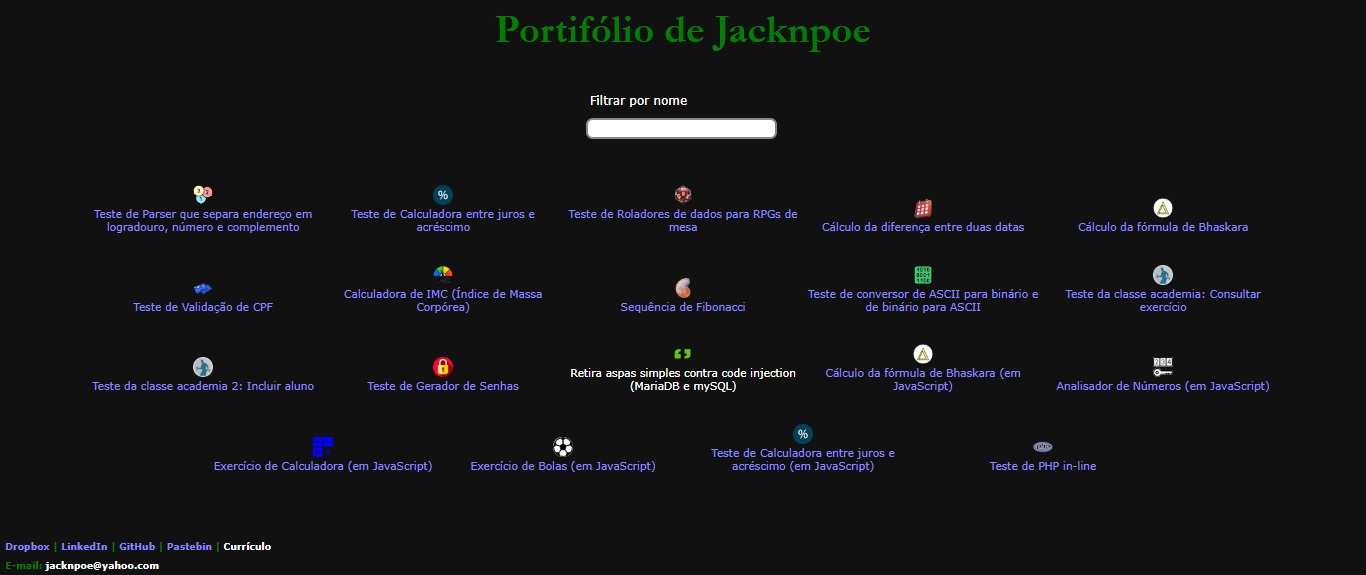 Portifólio de Jacknpoe
Filtrar por nome
Teste de Parser que separa endereço em
logradouro, número e complemento
Teste de Calculadora entre juros e
acréscimo
Teste de Roladores de dados para RPGs de
mesa
Cálculo da diferença entre duas datas
Cálculo da fórmula de Bhaskara
Teste de Validação de CPF
Calculadora de IMC (Índice de Massa
Corpórea)
Sequência de Fibonacci
Teste de conversor de ASCII para binário e
de binário para ASCII
Teste da classe academia: Consultar
exercício
Teste da classe academia 2: Incluir aluno
Teste de Gerador de Senhas
Retira aspas simples contra code injection
(MariaDB e mySQL)
Cálculo da fórmula de Bhaskara (em
JavaScript)
Analisador de Números (em JavaScript)
Exercício de Calculadora (em JavaScript)
Exercício de Bolas (em JavaScript)
Teste de Calculadora entre juros e
acréscimo (em JavaScript)
Teste de PHP in-line
Dropbox | LinkedIn | GitHub | Pastebin | Currículo
E-mail: jacknpoe@yahoo.com